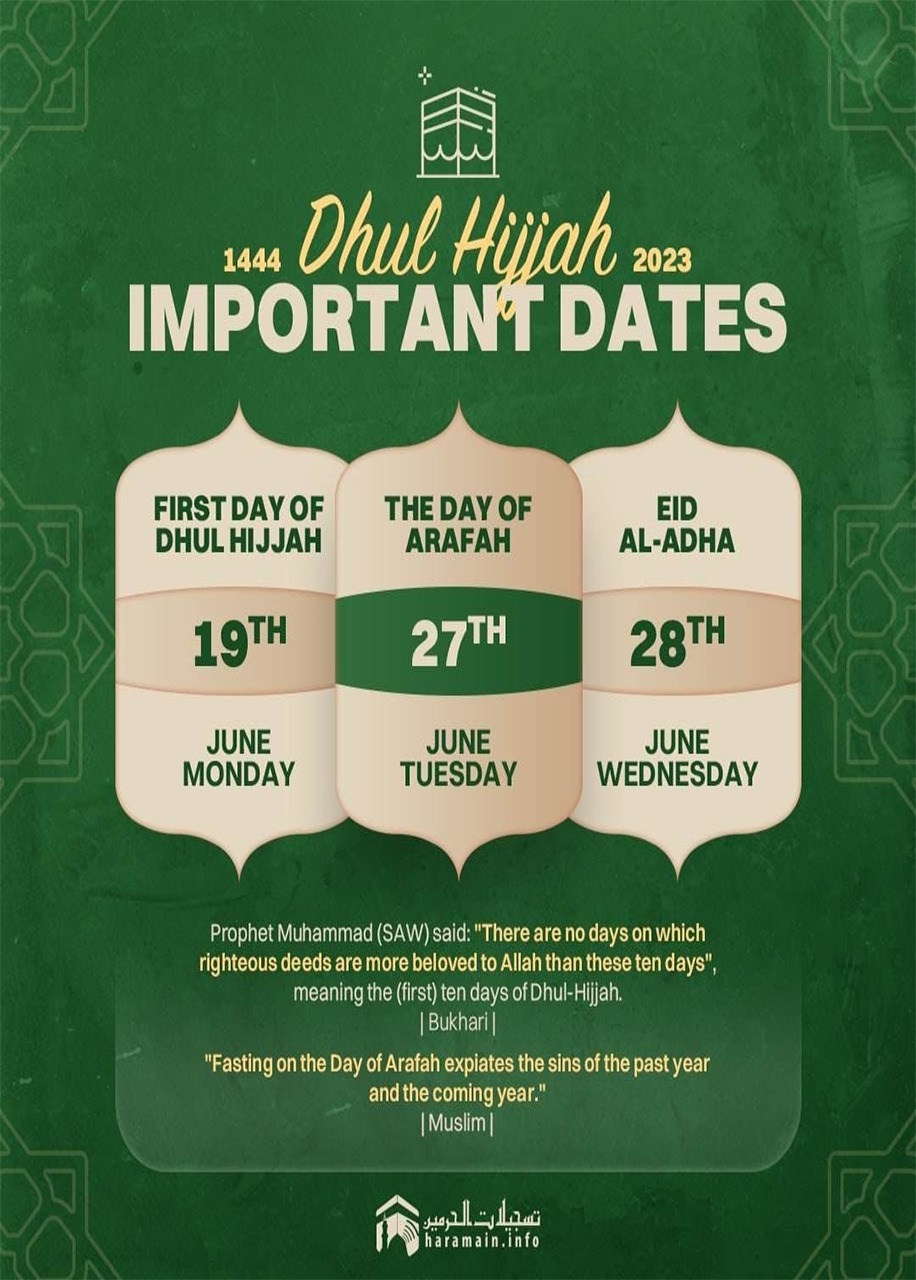 1444 Dhul Hijjah 2023
IMPORTANT DATES
FIRST DAY OF
DHUL HIJJAH
19TH
JUNE
MONDAY
THE DAY OF
ARAFAH
27TH
JUNE
TUESDAY
EID
AL-ADHA
28TH
JUNE
WEDNESDAY
Prophet Muhammad (SAW) said: "There are no days on which
righteous deeds are more beloved to Allah than these ten days",
meaning the (first) ten days of Dhul-Hijjah.
| Bukhari |
"Fasting on the Day of Arafah expiates the sins of the past year
and the coming year."
| Muslim |
تسجيلات الحرمين
haramain.info